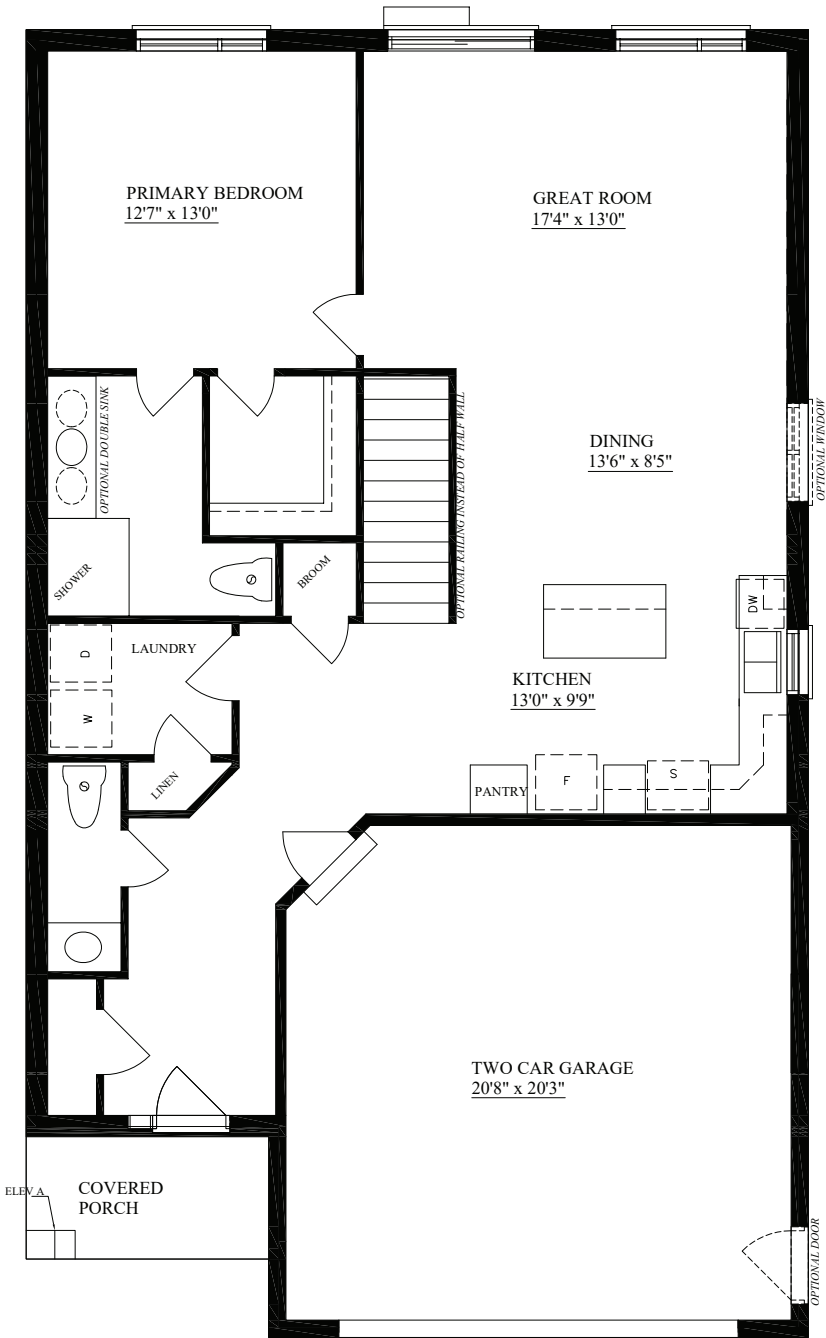 PRIMARY BEDROOM
12'7" x 13'0"
GREAT ROOM
17'4" x 13'0"
OPTIONAL DOUBLE SINK
OPTIONAL RAILING INSTEAD OF HALF WALL
DINING
13'6" x 8'5"
OPTIONAL WINDOW
SHOWER
BROOM
DW
D
LAUNDRY
W
KITCHEN
13'0" x 9'9"
LINEN
PANTRY
F
S
TWO CAR GARAGE
20'8" x 20'3"
ELEV.A
COVERED
PORCH
OPTIONAL DOOR